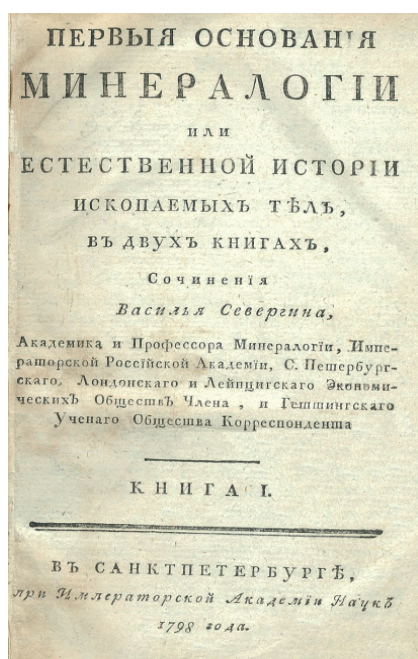 ПЕРВЫЯ ОСНОВАНІЯ
МИНЕРАЛОГІИ
ИЛИ
ЕСТЕСТВЕННОЙ ИСТОРІИ
ИСКОПАЕМЫХЪ ТѢЛЪ,
ВЪ ДВУХЪ КНИГАХЪ,
Сочиненія
Василья Севергина,
Академика и Профессора Минералогіи, Импе-
раторской Россійской Академіи, С. Петербург-
скаго, Лондонскаго и Лейпцигскаго Экономи-
ческихЪ ОбществЪ Члена, и Геттингскаго
Ученаго Общества Корреспондента
КНИГА I.
ВЪ САНКТПЕТЕРБУРГѢ,
при Императорской Академіи НаукЪ
1798 года.